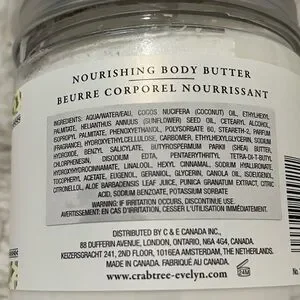 NOURISHING BODY BUTTER
BEURRE CORPOREL NOURRISSANT
INGREDIENTS: AQUA/WATER/EAU, COCOS NUCIFERA (COCONUT) OIL, ETHYLHEXYL
PALMITATE, HELIANTHUS ANNUUS (SUNFLOWER) SEED OIL, CETEARYL ALCOHOL,
ISOPROPYL PALMITATE, PHENOXYETHANOL, POLYSORBATE 60, STEARETH-2, PARFUM
(FRAGRANCE), HYDROXYETHYLCELLULOSE, CARBOMER, ETHYLHEXYLGLYCERIN, SODIUM
HYDROXIDE, BENZYL SALICYLATE, BUTYROSPERMUM PARKII (SHEA) BUTTER,
CHLORPHENESIN, DISODIUM EDTA, PENTAERYTHRITYL TETRA-DI-T-BUTYL
HYDROXYHYDROCINNAMATE, LINALOOL, HEXYL CINNAMAL, SODIUM HYALURONATE,
TOCOPHERYL ACETATE, EUGENOL, GERANIOL, GLYCERIN, CANOLA OIL, ISOEUGENOL,
CITRONELLOL, ALOE BARBADENSIS LEAF JUICE, PUNICA GRANATUM EXTRACT, CITRIC
ACID, SODIUM BENZOATE, POTASSIUM SORBATE
WARNING: IF IRRITATION OCCURS, DISCONTINUE USE.
AVERTISSEMENT: EN CAS D'IRRITATION, CESSER L'UTILISATION.
DISTRIBUTED BY C & E CANADA INC.,
88 DUFFERIN AVENUE, LONDON, ONTARIO, N6A 4G4, CANADA
KEIZERSGRACHT 241, 2ND FLOOR, 1016EA AMSTERDAM, THE NETHERLANDS.
MADE IN CANADA. FABRIQUÉ AU CANADA.
www.crabtree-evelyn.com
24M
No.